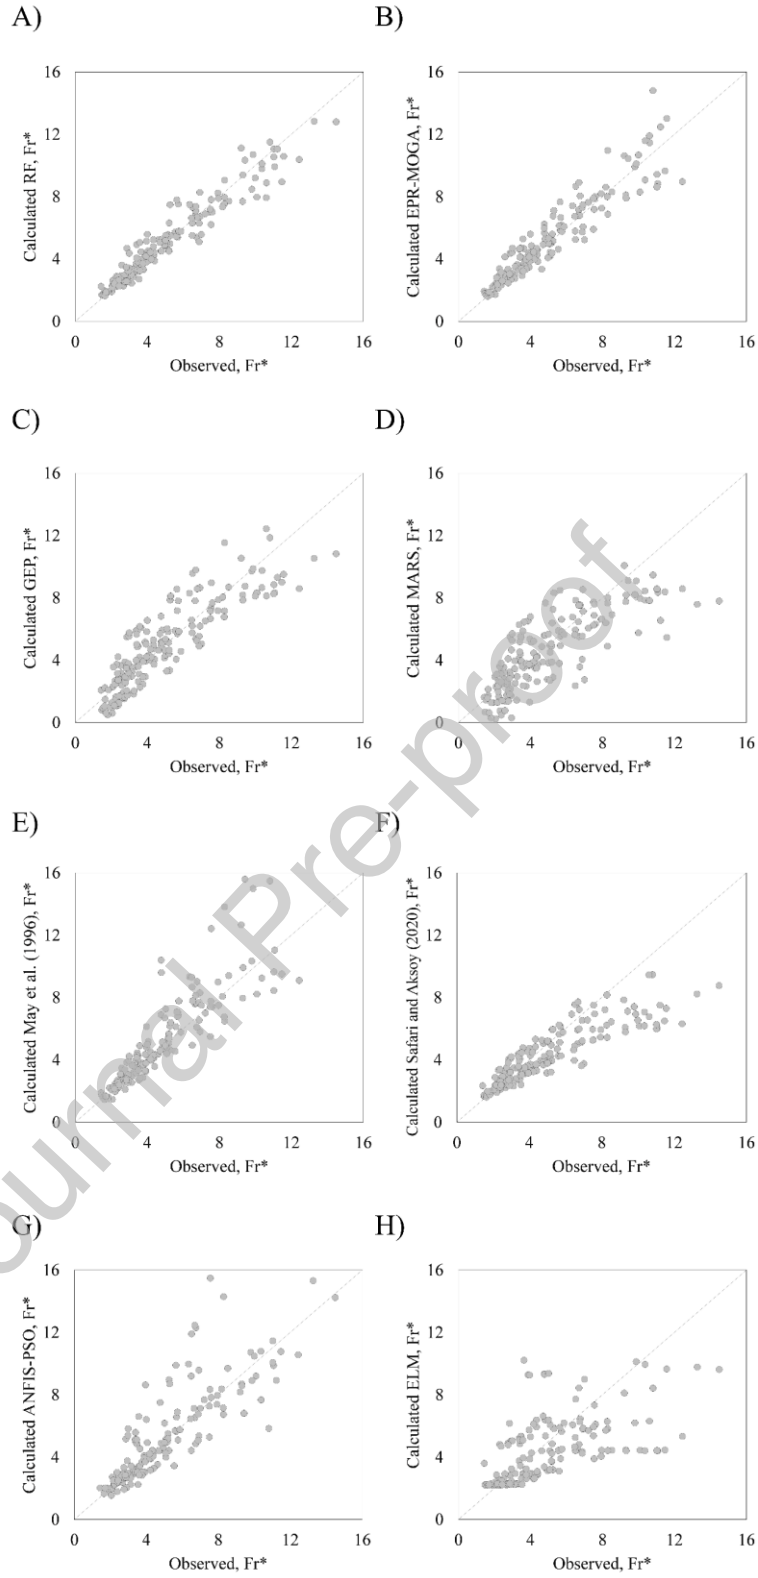 A)
16
12
8
4
0
0 4 8 12 16
Calculated RF, Fr*
Observed, Fr*
B)
16
12
8
4
0
0 4 8 12 16
Calculated EPR-MOGA, Fr*
Observed, Fr*
C)
16
12
8
4
0
0 4 8 12 16
Calculated GEP, Fr*
Observed, Fr*
D)
16
12
8
4
0
0 4 8 12 16
Calculated MARS, Fr*
Observed, Fr*
E)
16
12
8
4
0
0 4 8 12 16
Calculated May et al. (1996), Fr*
Observed, Fr*
F)
16
12
8
4
0
0 4 8 12 16
Calculated Safari and Aksoy (2020), Fr*
Observed, Fr*
G)
16
12
8
4
0
0 4 8 12 16
Calculated ANFIS-PSO, Fr*
Observed, Fr*
H)
16
12
8
4
0
0 4 8 12 16
Calculated ELM, Fr*
Observed, Fr*
ournal Pre-proof